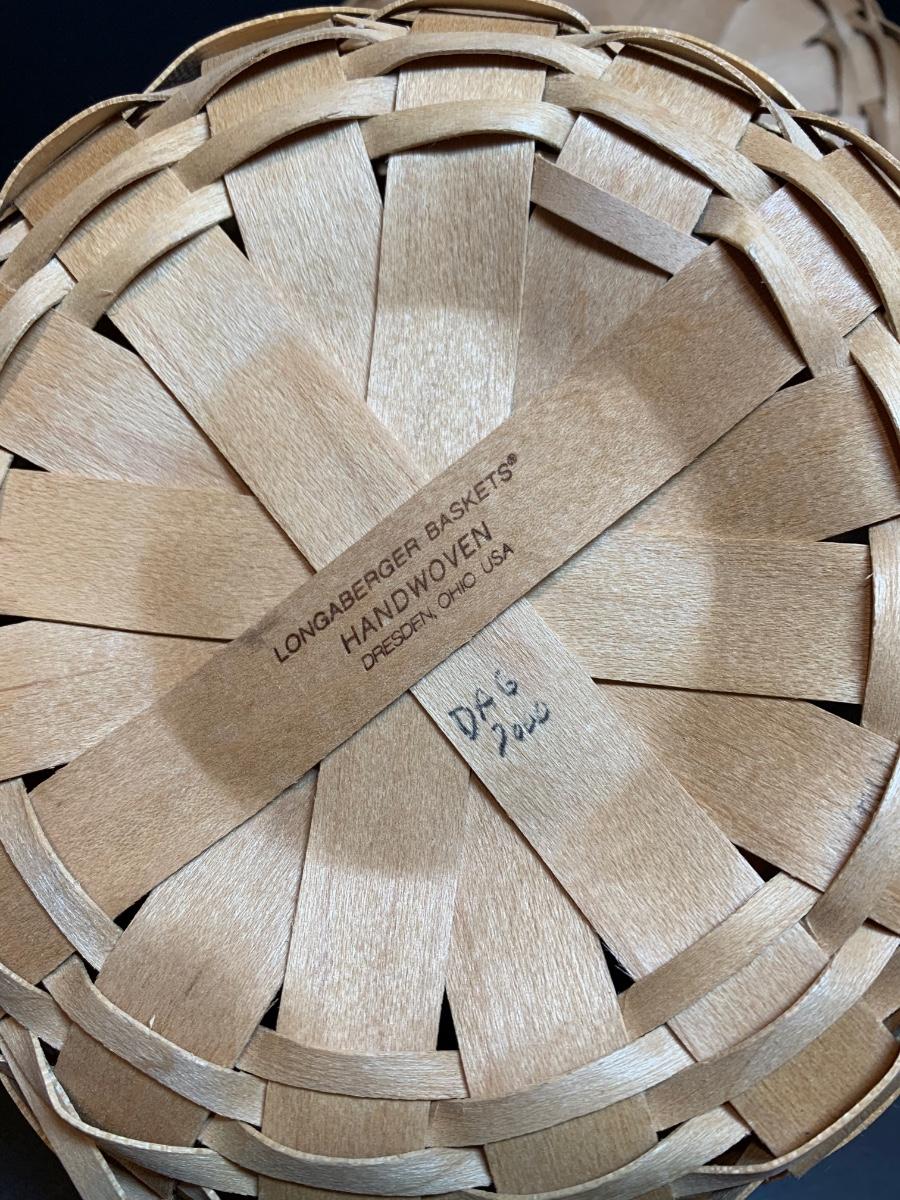 LONGABERGER BASKETS®
HANDWOVEN
DRESDEN, OHIO USA
DAG
2000